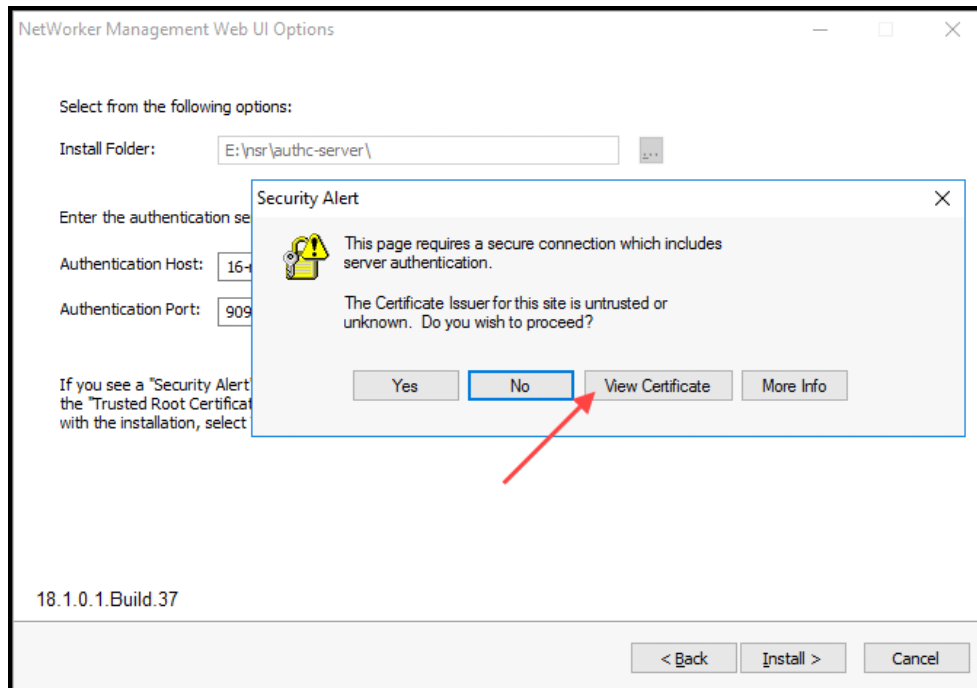 NetWorker Management Web UI Options
Select from the following options:
Install Folder:
E:\nsr\authc-server\
...
Security Alert
Enter the authentication se
This page requires a secure connection which includes
server authentication.
Authentication Host:
16-
The Certificate Issuer for this site is untrusted or
unknown. Do you wish to proceed?
Authentication Port:
909
If you see a "Security Alert"
the "Trusted Root Certificat
with the installation, select
Yes
No
View Certificate
More Info
18.1.0.1.Build.37
< Back
Install >
Cancel